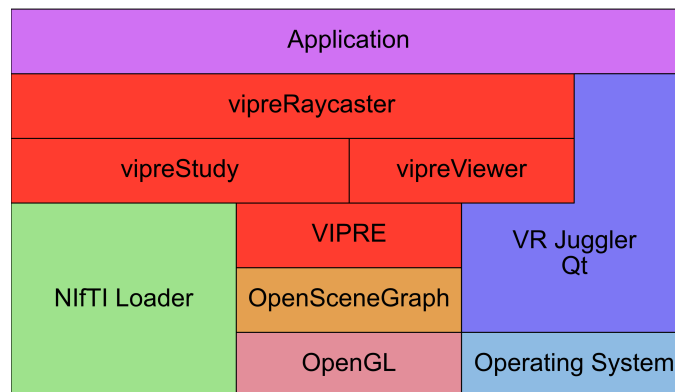 Application
vipreRaycaster
vipreStudy
vipreViewer
VIPRE
VR Juggler
Qt
NIfTI Loader
OpenSceneGraph
OpenGL
Operating System